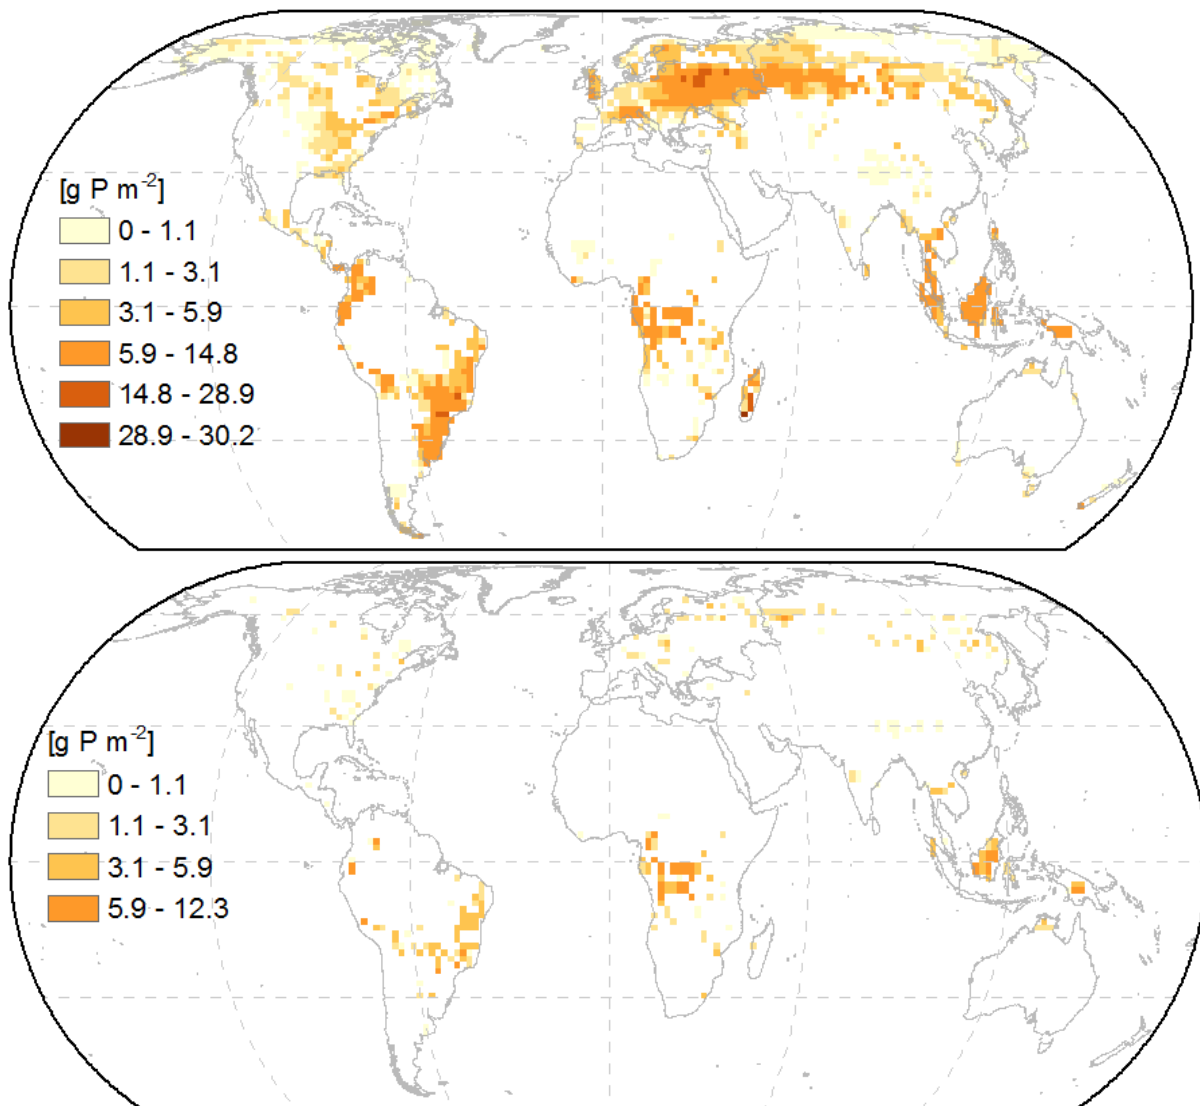 [g P m-2]
0 - 1.1
1.1 - 3.1
3.1 - 5.9
5.9 - 14.8
14.8 - 28.9
28.9 - 30.2
[g P m-2]
0 - 1.1
1.1 - 3.1
3.1 - 5.9
5.9 - 12.3